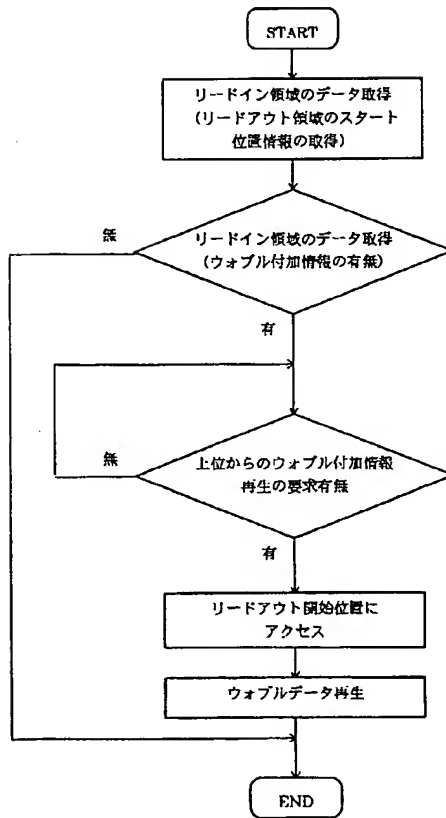 START
リードイン領域のデータ取得
(リードアウト領域のスタート
位置情報の取得)
無
リードイン領域のデータ取得
(ウォブル付加情報の有無)
有
無
上位からのウォブル付加情報
再生の要求有無
有
リードアウト開始位置に
アクセス
ウォブルデータ再生
END